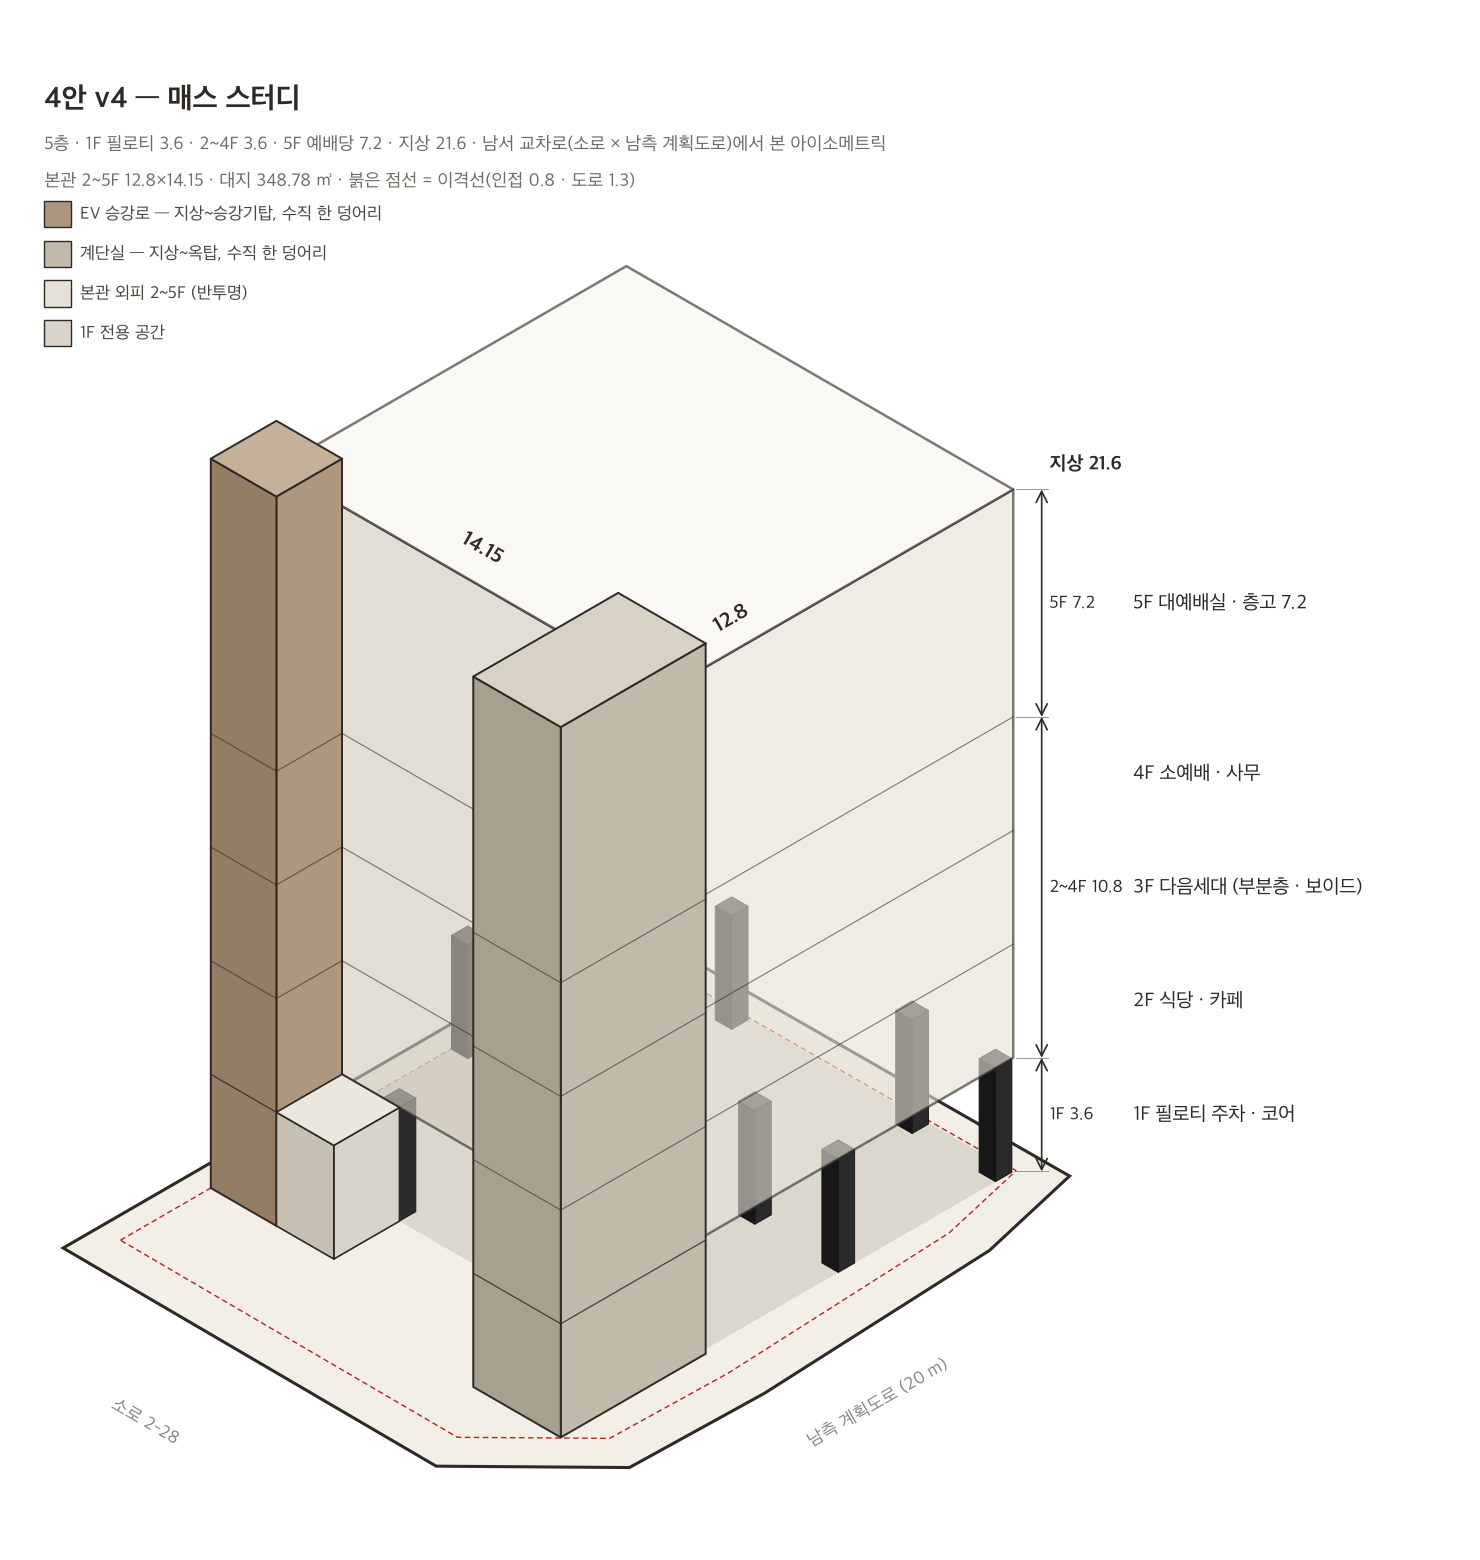 4안 v4 — 매스 스터디
5층 · 1F 필로티 3.6 · 2~4F 3.6 · 5F 예배당 7.2 · 지상 21.6 · 남서 교차로(소로 × 남측 계획도로)에서 본 아이소메트릭
본관 2~5F 12.8×14.15 · 대지 348.78 ㎡ · 붉은 점선 = 이격선(인접 0.8 · 도로 1.3)
EV 승강로 — 지상~승강기탑, 수직 한 덩어리
계단실 — 지상~옥탑, 수직 한 덩어리
본관 외피 2~5F (반투명)
1F 전용 공간
지상 21.6
14.15
12.8
5F 7.2
5F 대예배실 · 층고 7.2
4F 소예배 · 사무
2~4F 10.8
3F 다음세대 (부분층 · 보이드)
2F 식당 · 카페
1F 3.6
1F 필로티 주차 · 코어
소로 2-28
남측 계획도로 (20 m)